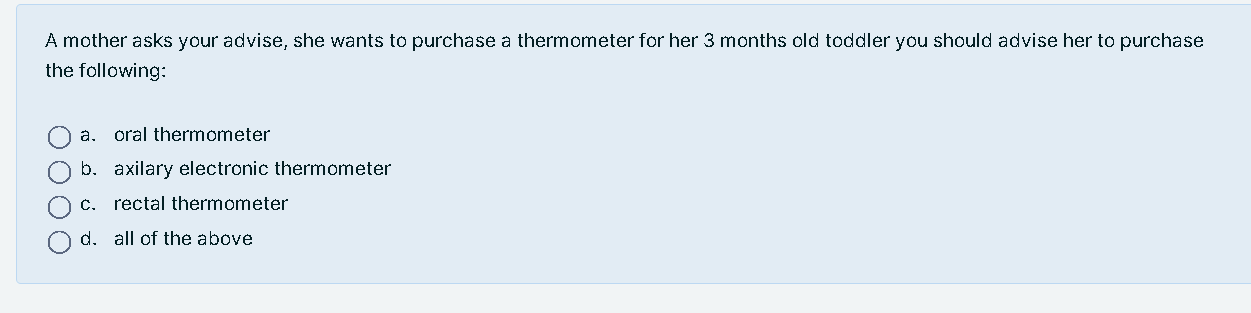 A mother asks your advise, she wants to purchase a thermometer for her 3 months old toddler you should advise her to purchase
the following:
a. oral thermometer
b. axilary electronic thermometer
c. rectal thermometer
d. all of the above